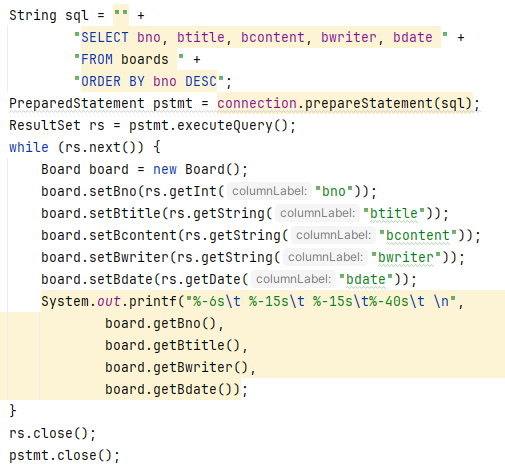 String sql = "" +
"SELECT bno, btitle, bcontent, bwriter, bdate " +
"FROM boards " +
"ORDER BY bno DESC";
PreparedStatement pstmt = connection.prepareStatement(sql);
ResultSet rs = pstmt.executeQuery();
while (rs.next()) {
Board board = new Board();
board.setBno(rs.getInt( columnLabel: "bno"));
board.setBtitle(rs.getString( columnLabel: "btitle"));
board.setBcontent(rs.getString( columnLabel: "bcontent"));
board.setBwriter(rs.getString( columnLabel: "bwriter"));
board.setBdate(rs.getDate( columnLabel: "bdate"));
System.out.printf("%-6s\t %-15s\t %-15s\t%-40s\t \n",
board.getBno(),
board.getBtitle(),
board.getBwriter(),
board.getBdate());
}
rs.close();
pstmt.close();